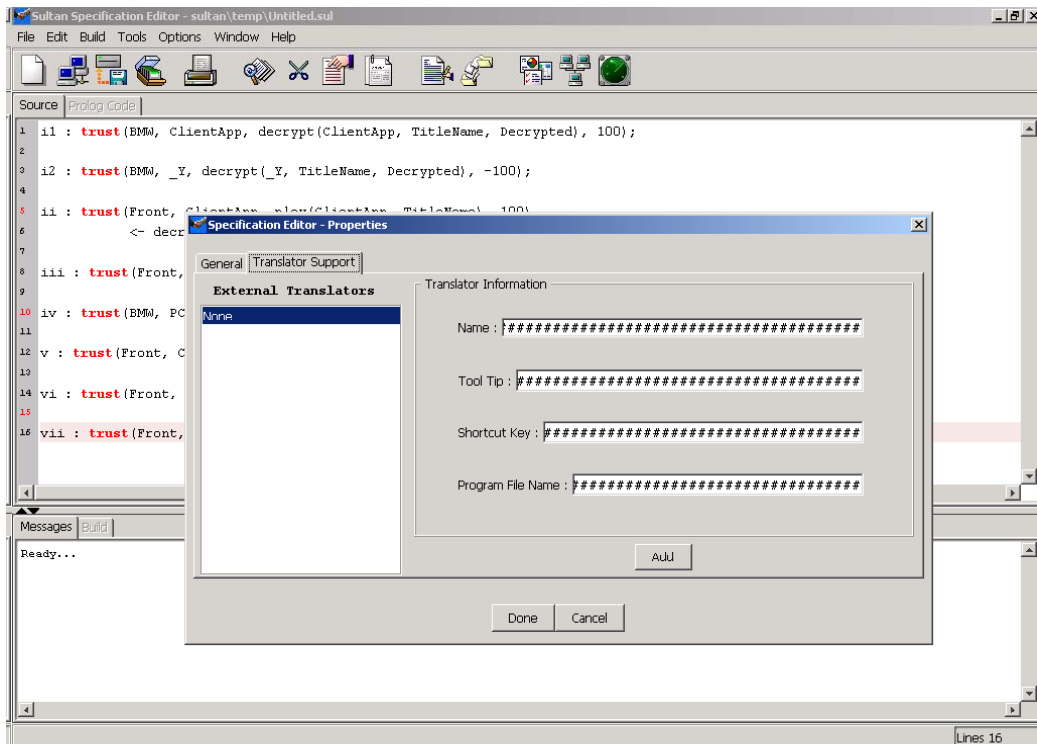 Sultan Specification Editor - sultan\temp\Untitled.sul
File Edit Build Tools Options Window Help
Source Prolog Code
1 i1 : trust(BMW, ClientApp, decrypt(ClientApp, TitleName, Decrypted), 100);
2
3 i2 : trust(BMW, _Y, decrypt(_Y, TitleName, Decrypted), -100);
4
5 ii : trust(Front, ClientApp, play(ClientApp, TitleName), 100)
6 <- decr
7
8 iii : trust(Front,
9
10 iv : trust(BMW, PC
11
12 v : trust(Front, C
13
14 vi : trust(Front,
15
16 vii : trust(Front,
Specification Editor - Properties
General Translator Support
External Translators
None
Translator Information
Name :
Tool Tip :
Shortcut Key :
Program File Name :
Add
Done Cancel
Messages Build
Ready...
Lines 16